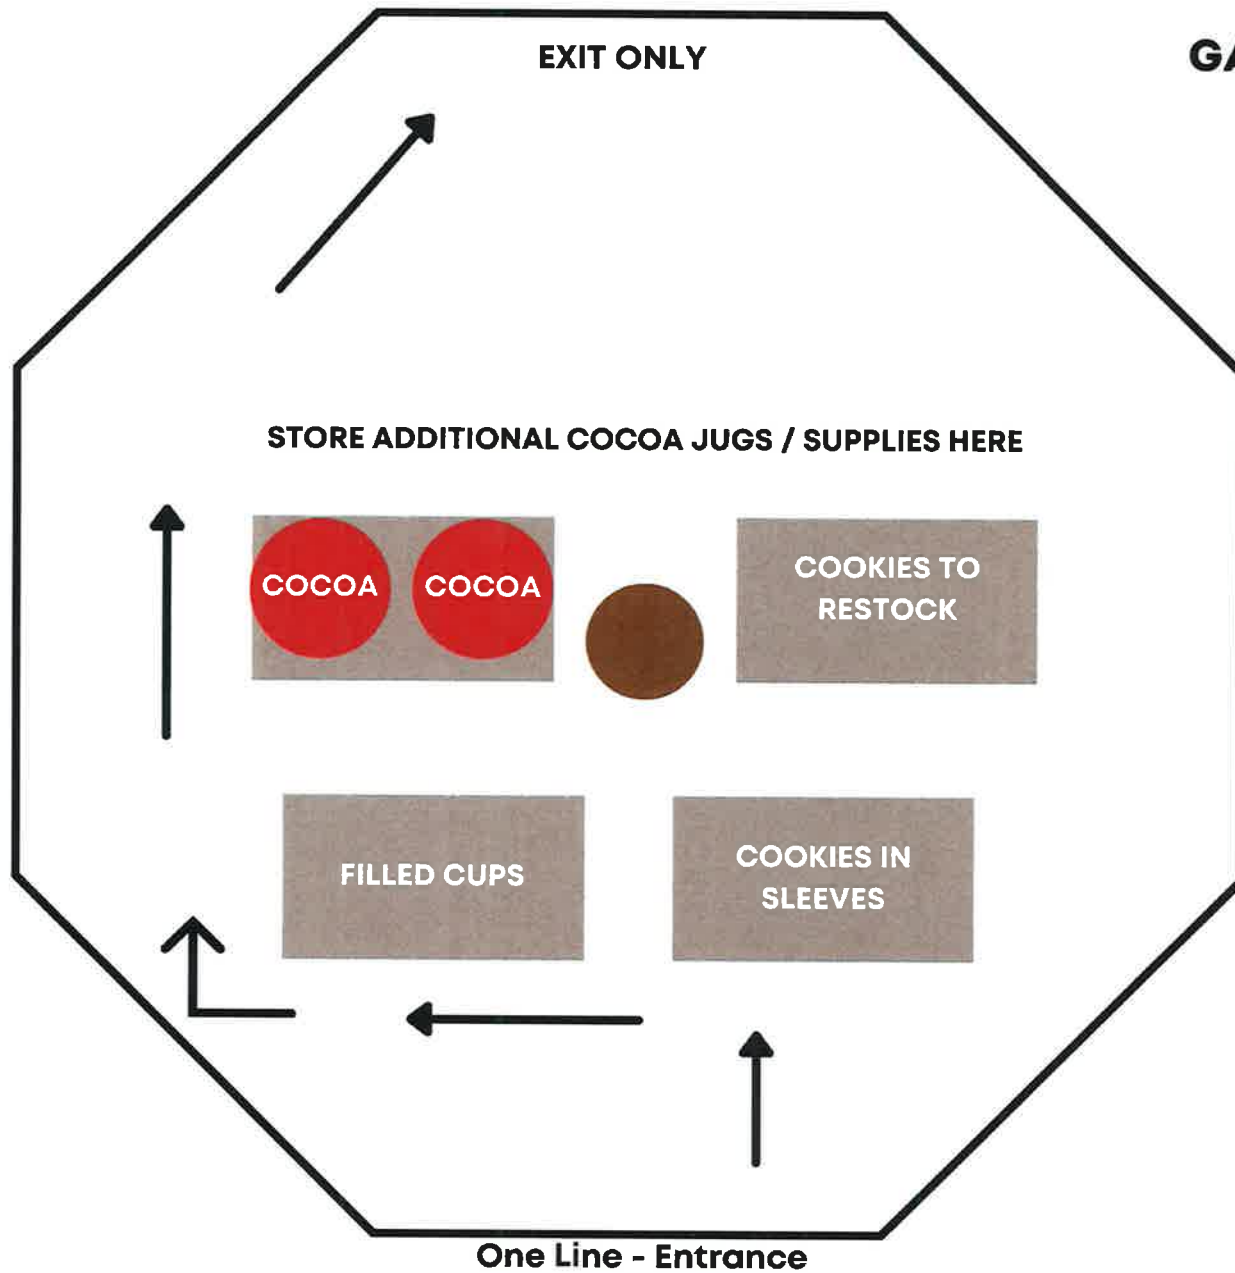 EXIT ONLY
GA
STORE ADDITIONAL COCOA JUGS / SUPPLIES HERE
COCOA
COCOA
COOKIES TO
RESTOCK
FILLED CUPS
COOKIES IN
SLEEVES
One Line - Entrance